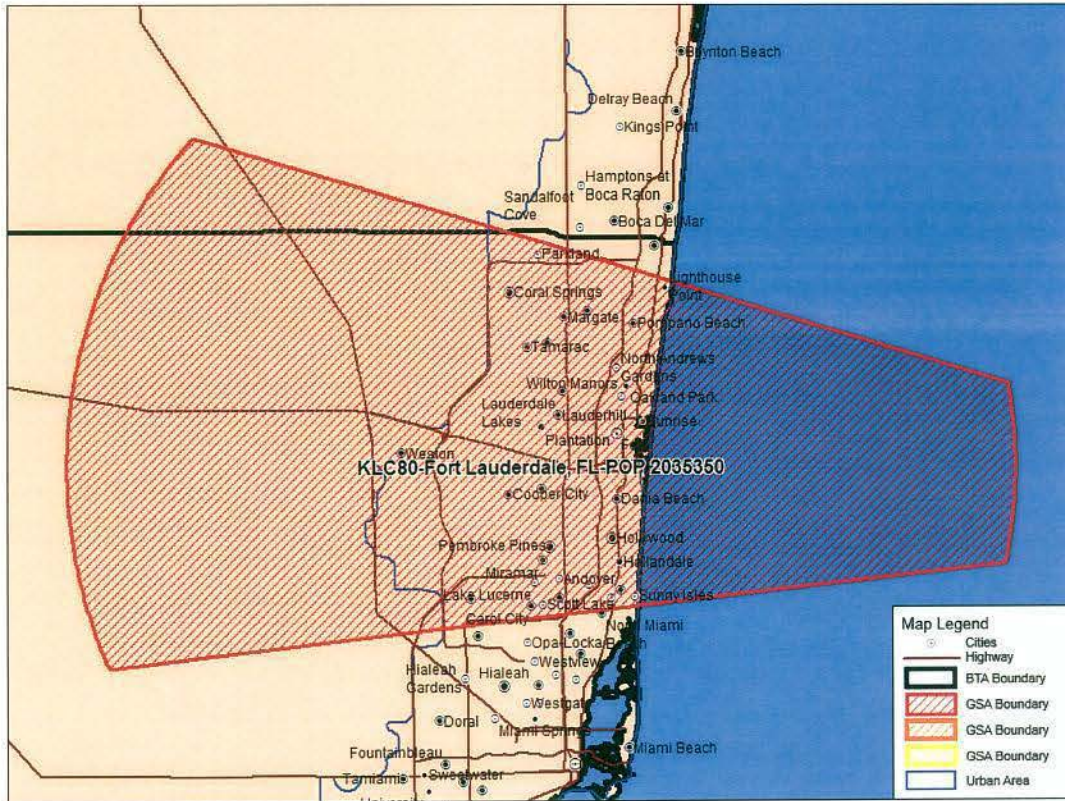 Boynton Beach
Delray Beach
Kings Point
Hamptons at
Boca Raton
Sandalfoot
Cove
Boca Del Mar
Parkland
Lighthouse
Point
Coral Springs
Margate
Pompano Beach
Tamarac
North Andrews
Gardens
Wilton Manors
Oakland Park
Lauderdale
Lakes
Lauderhill
Sunrise
Plantation
F
Weston
KLC80-Fort Lauderdale, FL-POP 2035350
Cooper City
Dania Beach
Hollywood
Pembroke Pines
Hallandale
Miramar
Andover
Lake Lucerne
Scott Lake
Sunny Isles
Carol City
North Miami
Beach
Opa-Locka
Westview
Hialeah
Gardens
Hialeah
Westgat
Doral
Miami Springs
Miami Beach
Fountainbleau
Tamiami
Sweetwater
University
Map Legend
Cities
Highway
BTA Boundary
GSA Boundary
GSA Boundary
GSA Boundary
Urban Area